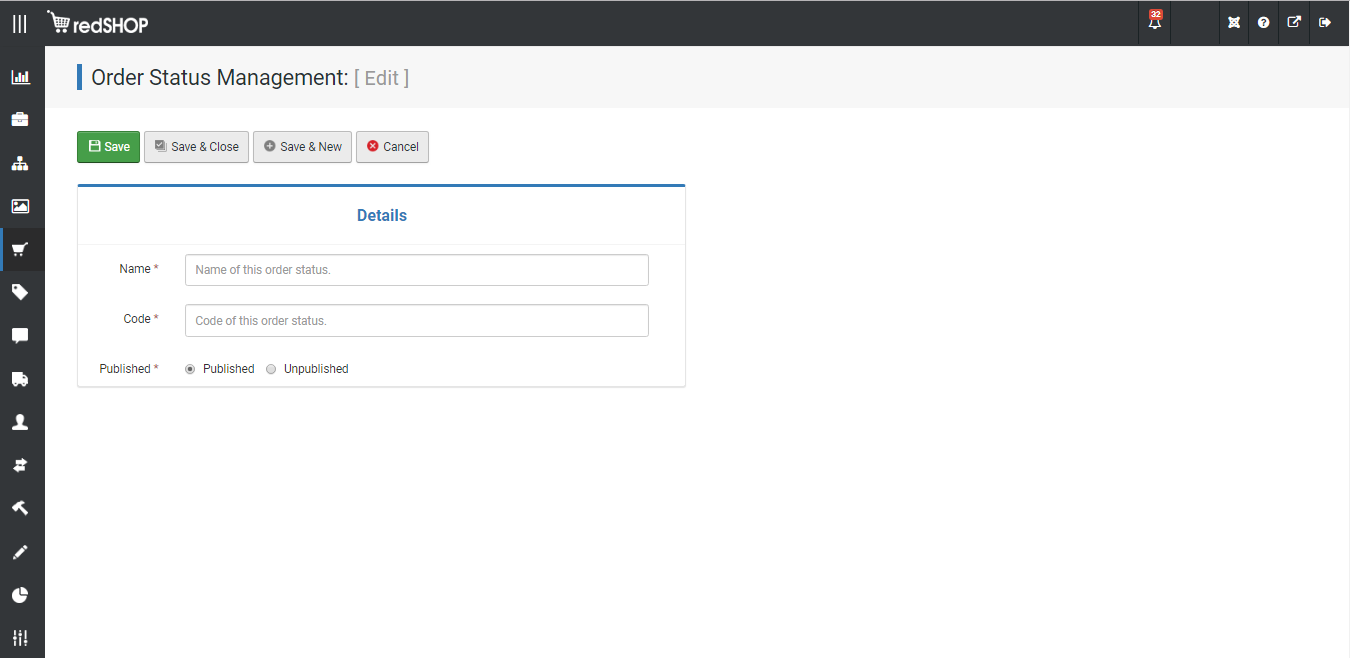 redSHOP 32
Order Status Management: [ Edit ]
Save Save & Close Save & New Cancel
Details
Name * Name of this order status.
Code * Code of this order status.
Published * Published Unpublished